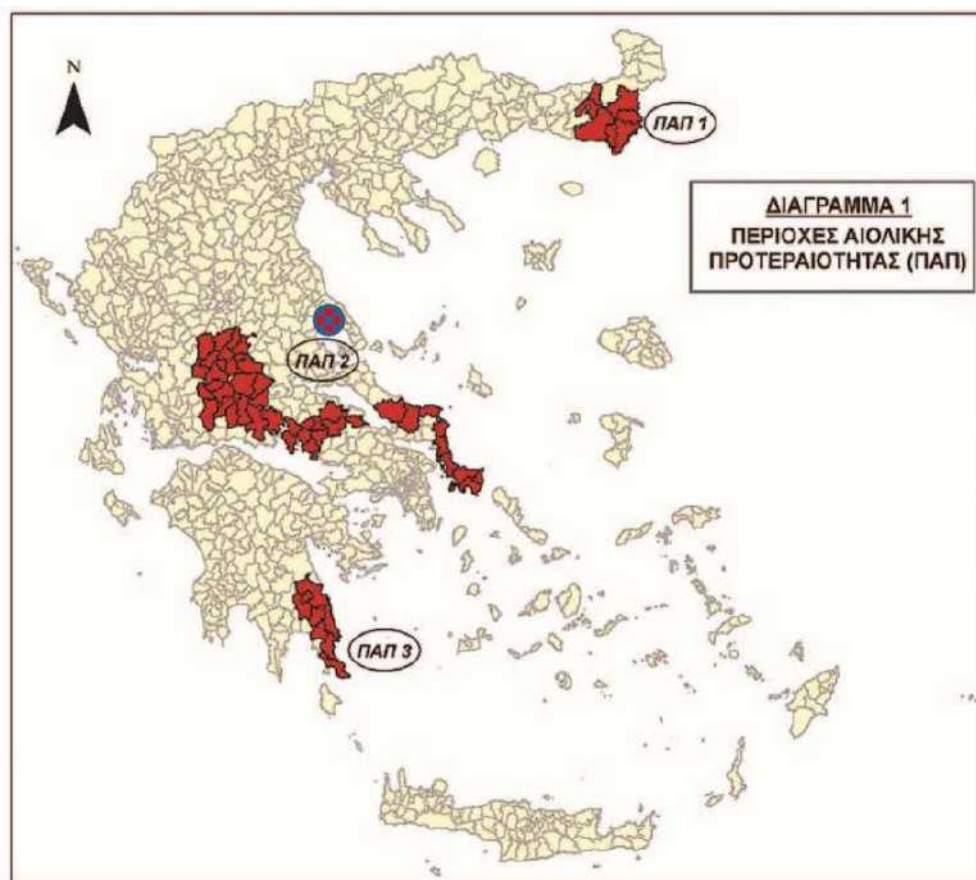 N
ΠΑΠ 1
ΔΙΑΓΡΑΜΜΑ 1
ΠΕΡΙΟΧΕΣ ΑΙΟΛΙΚΗΣ
ΠΡΟΤΕΡΑΙΟΤΗΤΑΣ (ΠΑΠ)
ΠΑΠ 2
ΠΑΠ 3